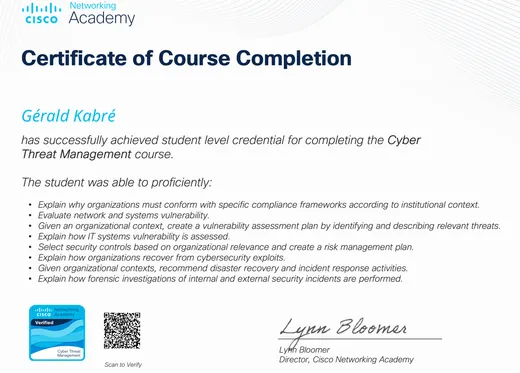 Networking
CISCO Academy
Certificate of Course Completion
Gérald Kabré
has successfully achieved student level credential for completing the Cyber
Threat Management course.
The student was able to proficiently:
• Explain why organizations must conform with specific compliance frameworks according to institutional context.
• Evaluate network and systems vulnerability.
• Given an organizational context, create a vulnerability assessment plan by identifying and describing relevant threats.
• Explain how IT systems vulnerability is assessed.
• Select security controls based on organizational relevance and create a risk management plan.
• Explain how organizations recover from cybersecurity exploits.
• Given organizational contexts, recommend disaster recovery and incident response activities.
• Explain how forensic investigations of internal and external security incidents are performed.
Networking
CISCO Academy
Verified
Cyber Threat
Management
Scan to Verify
Lynn Bloomer
Lynn Bloomer
Director, Cisco Networking Academy